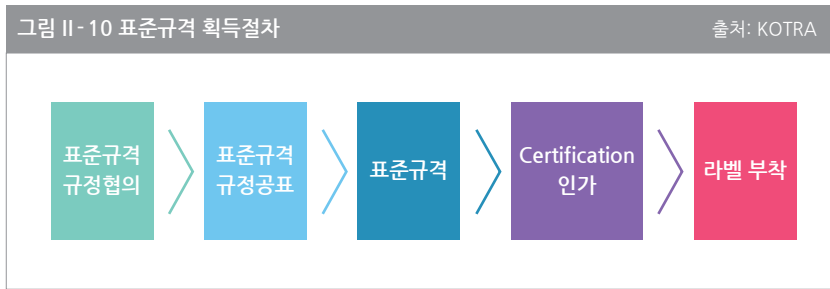 그림 II - 10 표준규격 획득절차
출처: KOTRA
표준규격
규정협의
표준규격
규정공표
표준규격
Certification
인가
라벨 부착